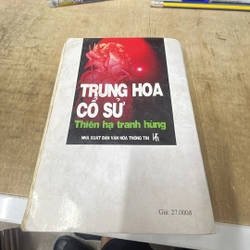 TRUNG HOA
CỔ SỬ
Thiên hạ tranh hùng
NHÀ XUẤT BẢN VĂN HÓA THÔNG TIN
Giá: 27.000đ